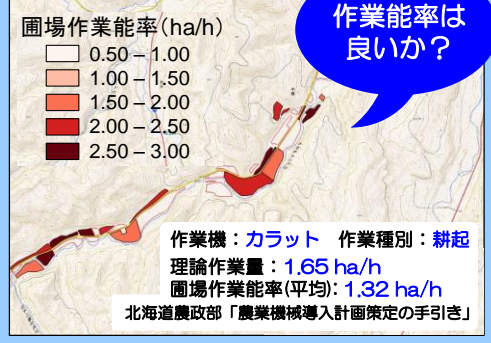 圃場作業能率(ha/h)
0.50 – 1.00
1.00 – 1.50
1.50 – 2.00
2.00 – 2.50
2.50 – 3.00
作業能率は
良いか？
作業機：カラット　作業種別：耕起
理論作業量：1.65 ha/h
圃場作業能率(平均)：1.32 ha/h
北海道農政部「農業機械導入計画策定の手引き」